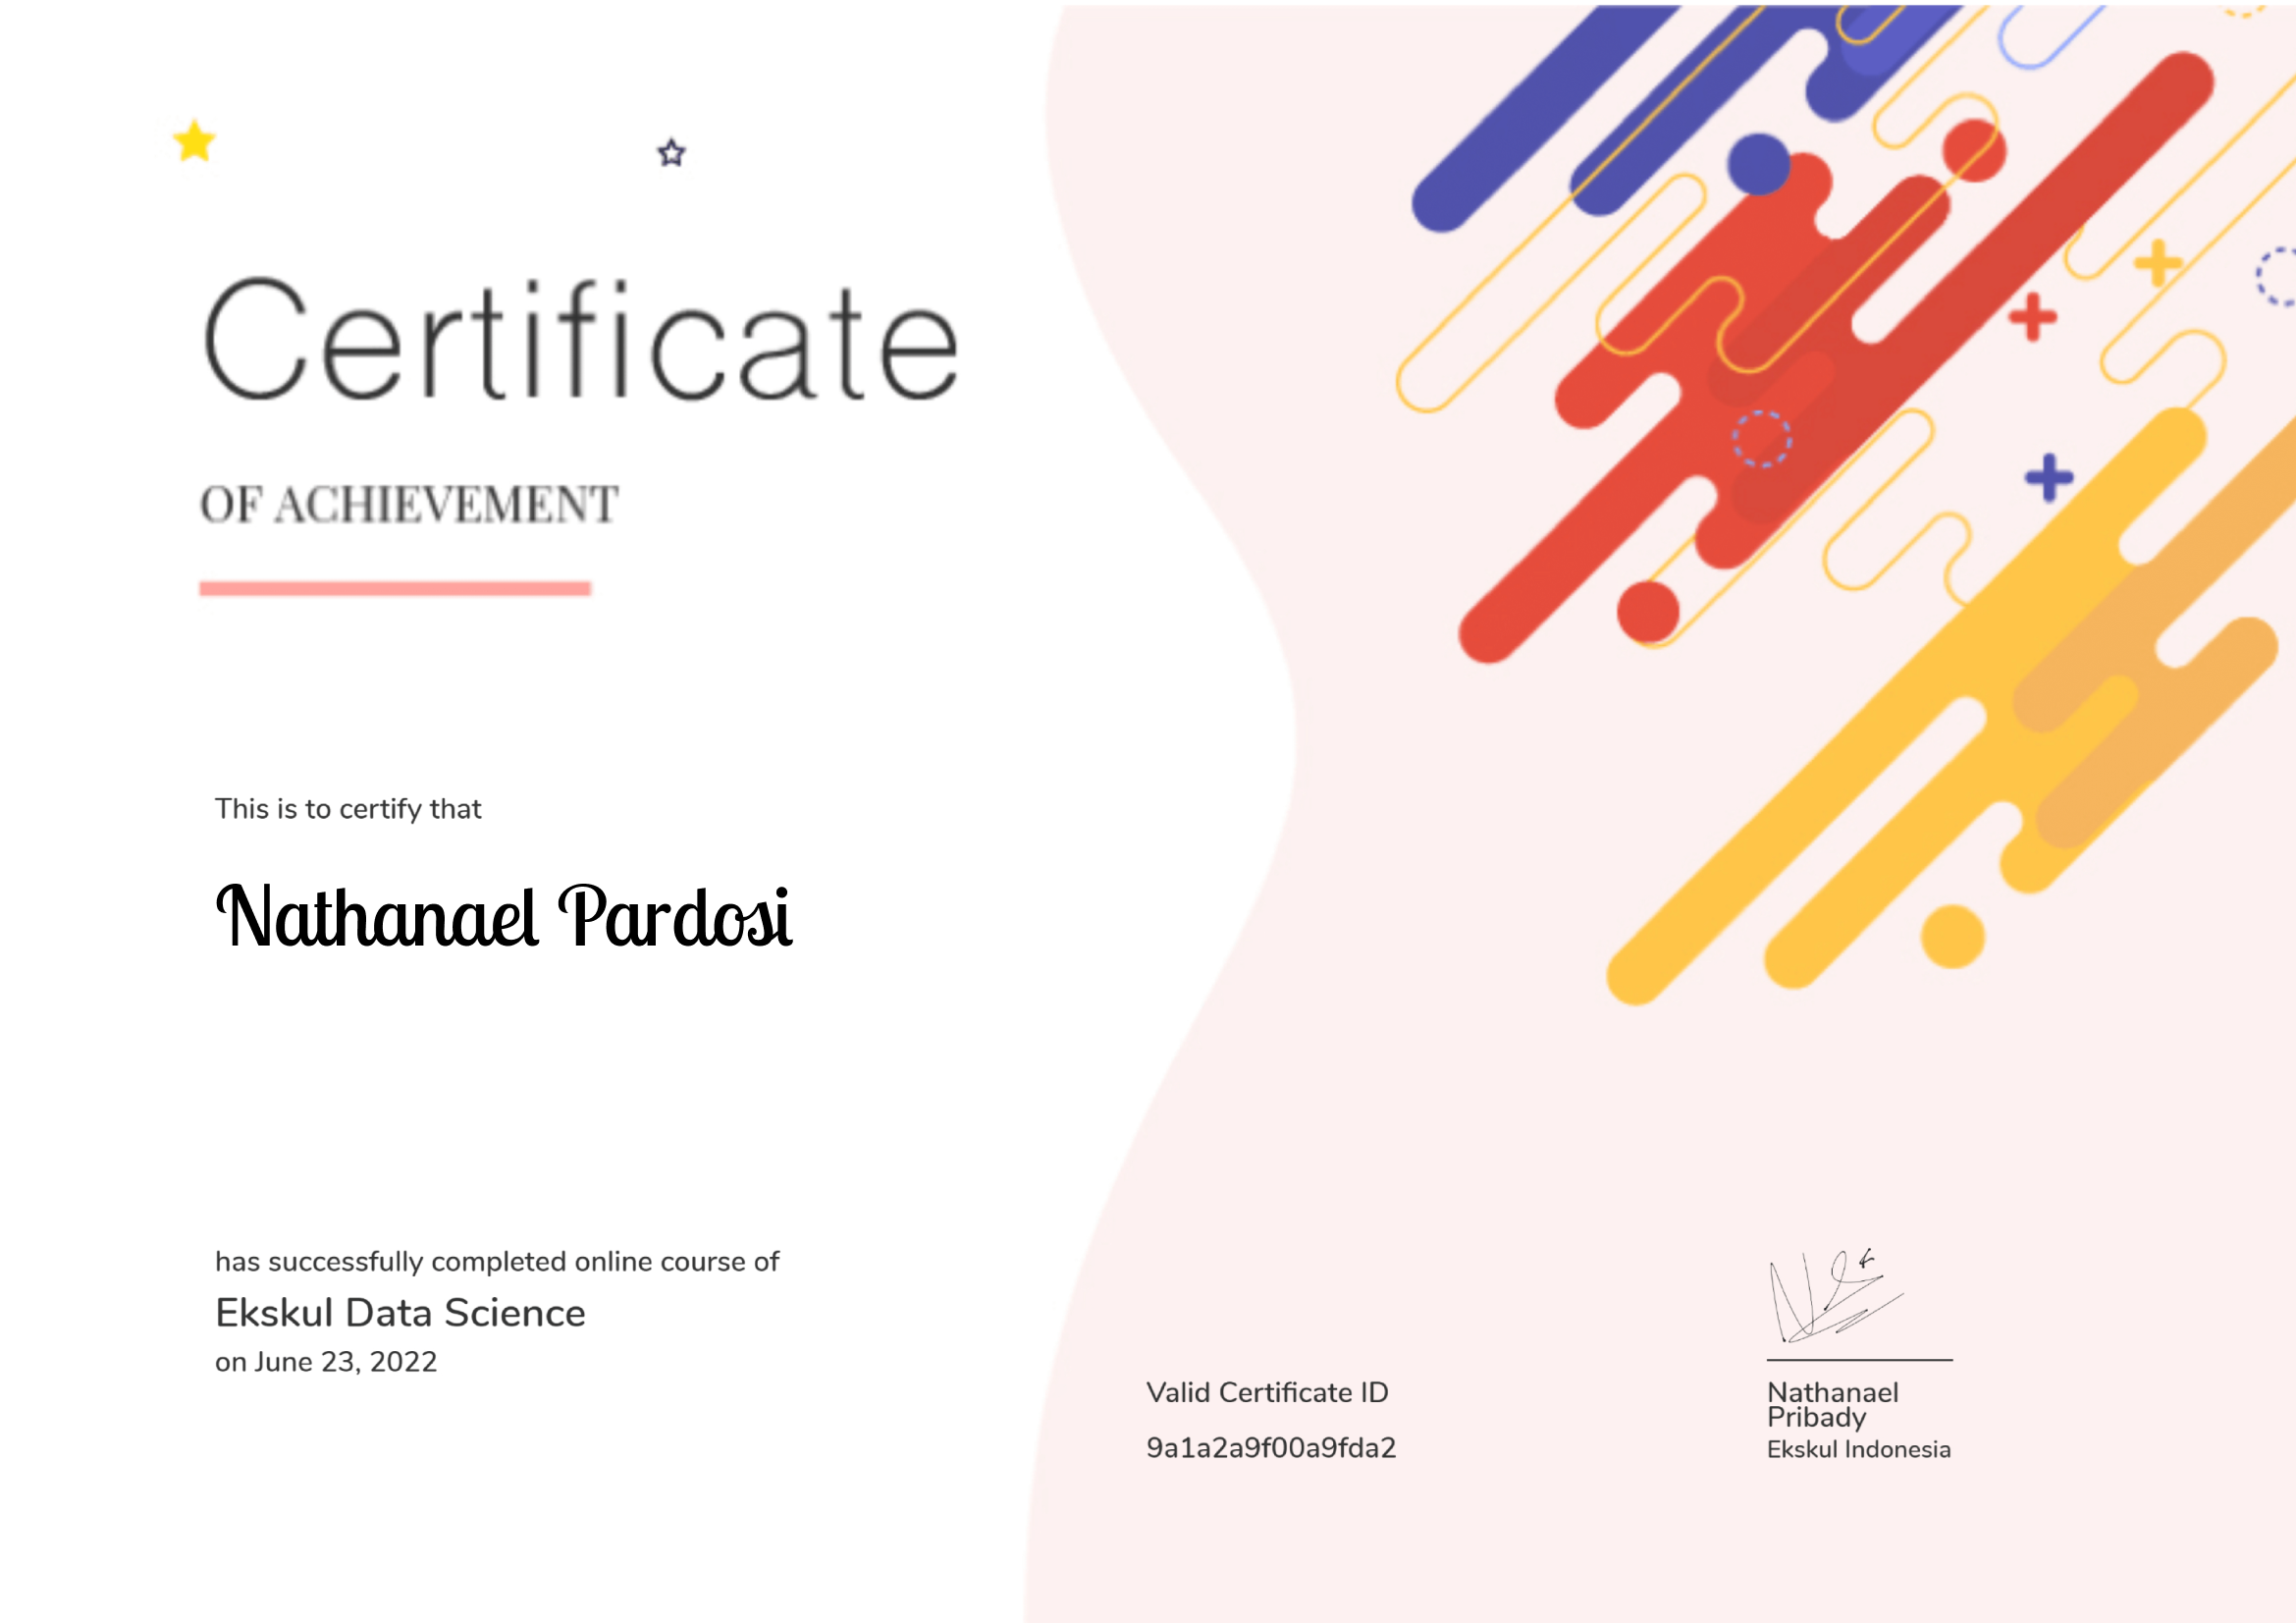 Certificate
OF ACHIEVEMENT
This is to certify that
Nathanael Pardosi
has successfully completed online course of
Ekskul Data Science
on June 23, 2022
Valid Certificate ID
9a1a2a9f00a9fda2
Nathanael
Pribady
Ekskul Indonesia